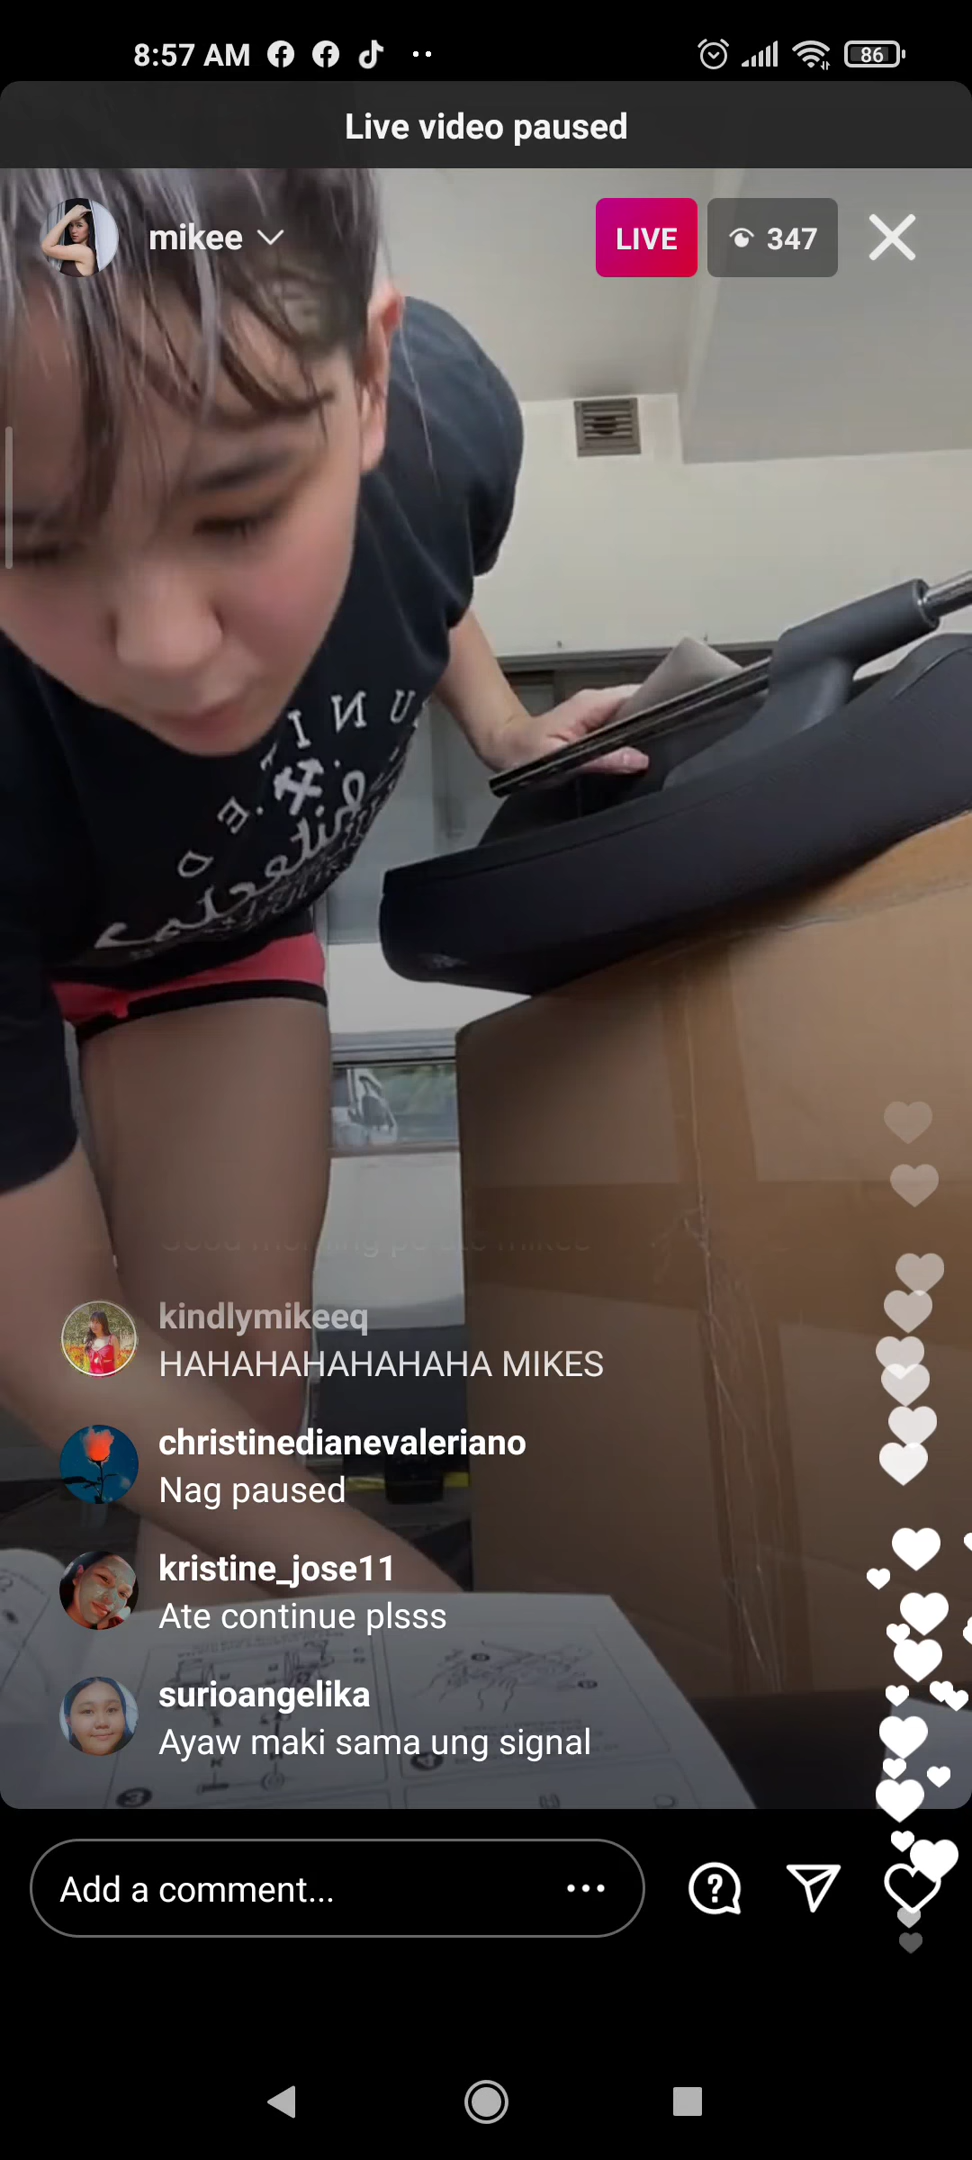 8:57 AM
86
Live video paused
mikee
LIVE
347
UNITED
kindlymikeeq
HAHAHAHAHAHAHA MIKES
christinedianevaleriano
Nag paused
kristine_jose11
Ate continue plsss
surioangelika
Ayaw maki sama ung signal
Add a comment...